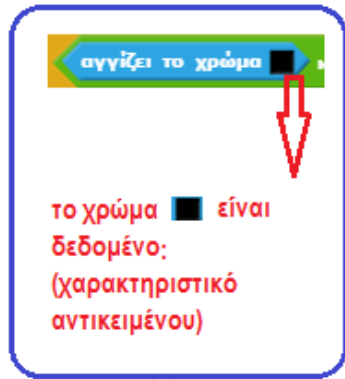 αγγίζει το χρώμα
το χρώμα είναι
δεδομένο:
(χαρακτηριστικό
αντικειμένου)